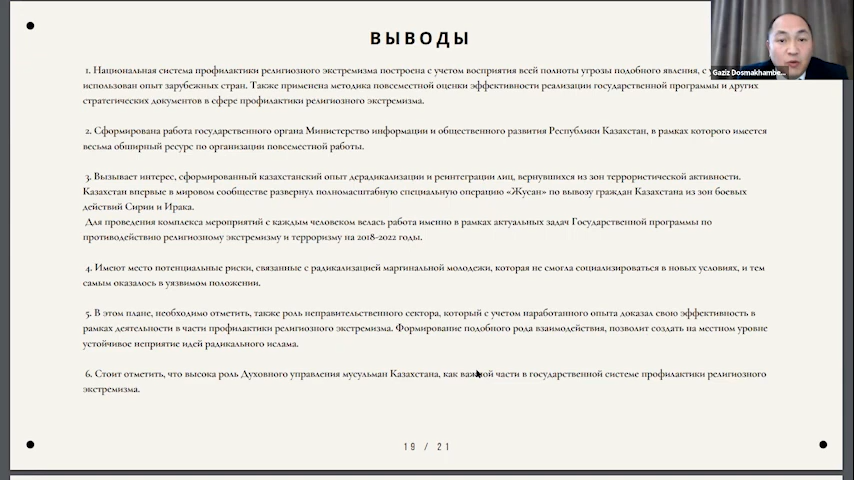 ВЫВОДЫ
Gaziz Dosmakhambe...
1. Национальная система профилактики религиозного экстремизма построена с учетом восприятия всей полноты угрозы подобного явления, с
использован опыт зарубежных стран. Также применена методика повсеместной оценки эффективности реализации государственной программы и других
стратегических документов в сфере профилактики религиозного экстремизма.
2. Сформирована работа государственного органа Министерство информации и общественного развития Республики Казахстан, в рамках которого имеется
весьма обширный ресурс по организации повсеместной работы.
3. Вызывает интерес, сформированный казахстанский опыт дерадикализации и реинтеграции лиц, вернувшихся из зон террористической активности.
Казахстан впервые в мировом сообществе развернул полномасштабную специальную операцию «Жусан» по вывозу граждан Казахстана из зон боевых
действий Сирии и Ирака.
Для проведения комплекса мероприятий с каждым человеком велась работа именно в рамках актуальных задач Государственной программы по
противодействию религиозному экстремизму и терроризму на 2018-2022 годы.
4. Имеют место потенциальные риски, связанные с радикализацией маргинальной молодежи, которая не смогла социализироваться в новых условиях, и тем
самым оказалось в уязвимом положении.
5. В этом плане, необходимо отметить, также роль неправительственного сектора, который с учетом наработанного опыта доказал свою эффективность в
рамках деятельности в части профилактики религиозного экстремизма. Формирование подобного рода взаимодействия, позволит создать на местном уровне
устойчивое неприятие идей радикального ислама.
6. Стоит отметить, что высока роль Духовного управления мусульман Казахстана, как важной части в государственной системе профилактики религиозного
экстремизма.
19 / 21